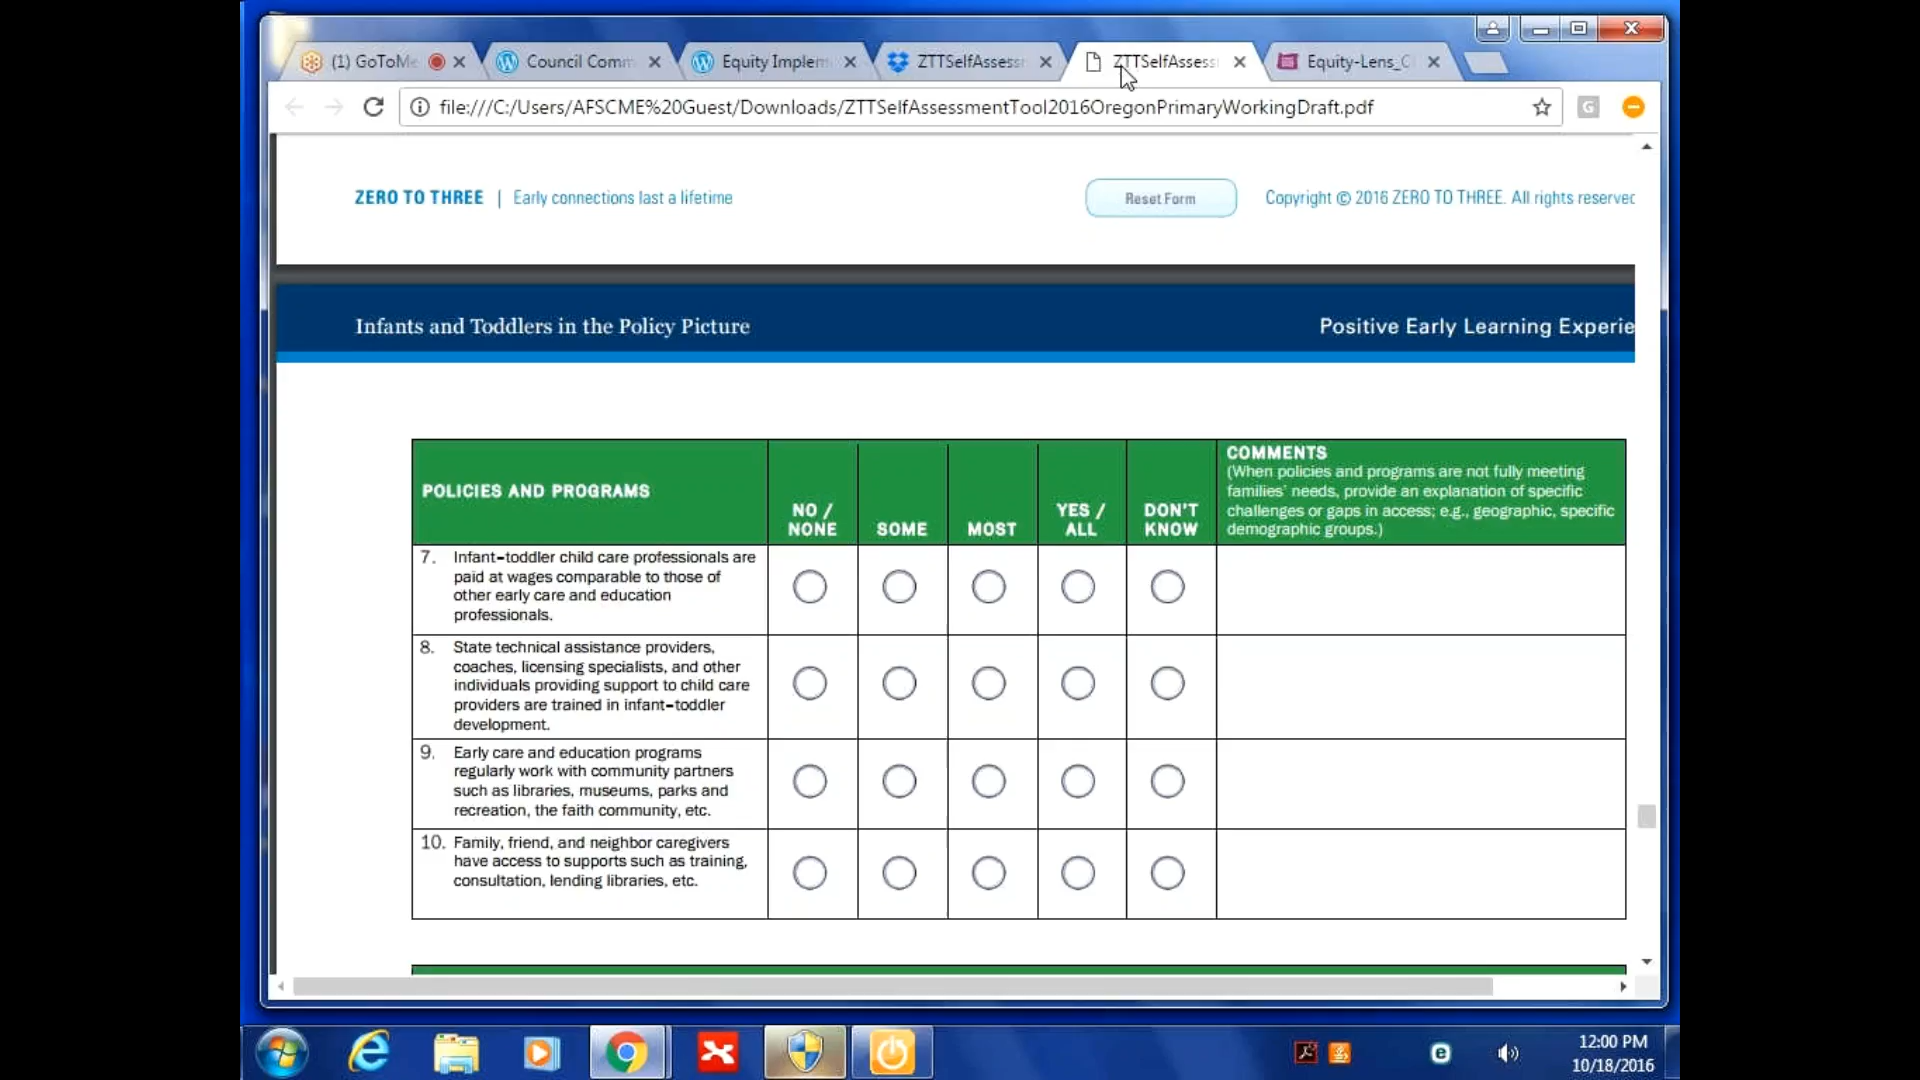 (1) GoToMe
Council Comm
Equity Implem
ZTTSelfAssess
ZTTSelfAssess
Equity-Lens_C
file:///C:/Users/AFSCME%20Guest/Downloads/ZTTSelfAssessmentTool2016OregonPrimaryWorkingDraft.pdf
G
ZERO TO THREE | Early connections last a lifetime
Reset Form
Copyright © 2016 ZERO TO THREE. All rights reserved
Infants and Toddlers in the Policy Picture
Positive Early Learning Experie
POLICIES AND PROGRAMS
NO /
NONE
SOME
MOST
YES /
ALL
DON'T
KNOW
COMMENTS
(When policies and programs are not fully meeting
families' needs, provide an explanation of specific
challenges or gaps in access; e.g., geographic, specific
demographic groups.)
7. Infant-toddler child care professionals are
paid at wages comparable to those of
other early care and education
professionals.
8. State technical assistance providers,
coaches, licensing specialists, and other
individuals providing support to child care
providers are trained in infant-toddler
development.
9. Early care and education programs
regularly work with community partners
such as libraries, museums, parks and
recreation, the faith community, etc.
10. Family, friend, and neighbor caregivers
have access to supports such as training,
consultation, lending libraries, etc.
12:00 PM
10/18/2016